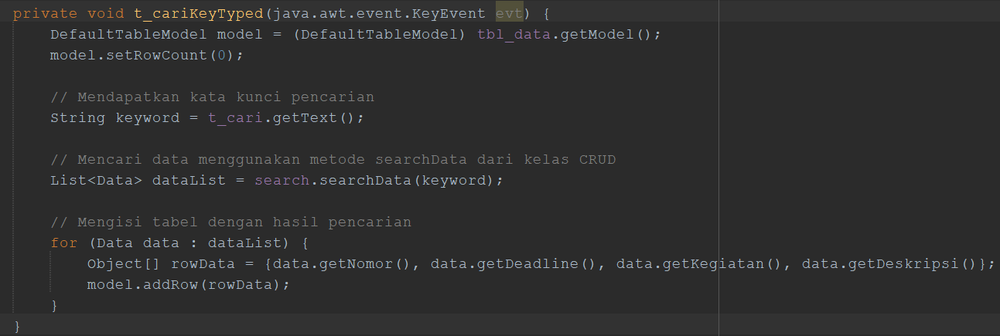 private void t_cariKeyTyped(java.awt.event.KeyEvent evt) {
    DefaultTableModel model = (DefaultTableModel) tbl_data.getModel();
    model.setRowCount(0);

    // Mendapatkan kata kunci pencarian
    String keyword = t_cari.getText();

    // Mencari data menggunakan metode searchData dari kelas CRUD
    List<Data> dataList = search.searchData(keyword);

    // Mengisi tabel dengan hasil pencarian
    for (Data data : dataList) {
        Object[] rowData = {data.getNomor(), data.getDeadline(), data.getKegiatan(), data.getDeskripsi()};
        model.addRow(rowData);
    }
}